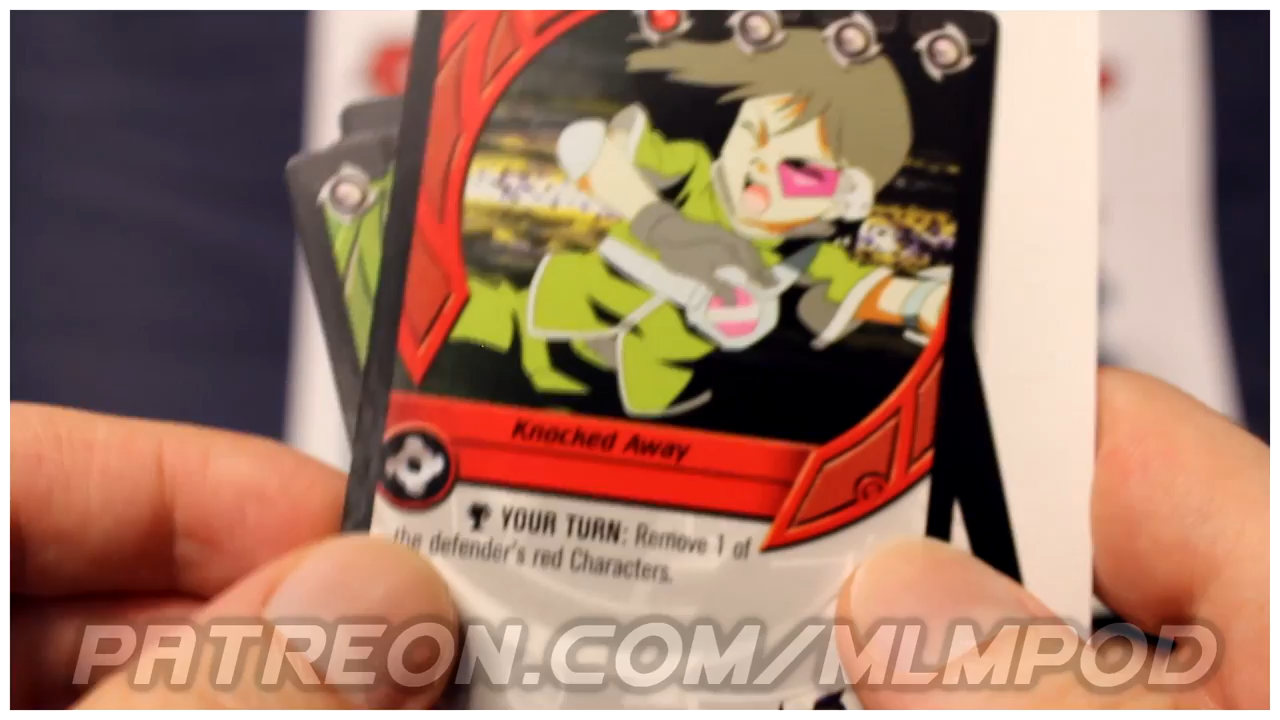 Knocked Away
YOUR TURN: Remove 1 of
the defender's red Characters.
PATREON.COM/MLMPOD